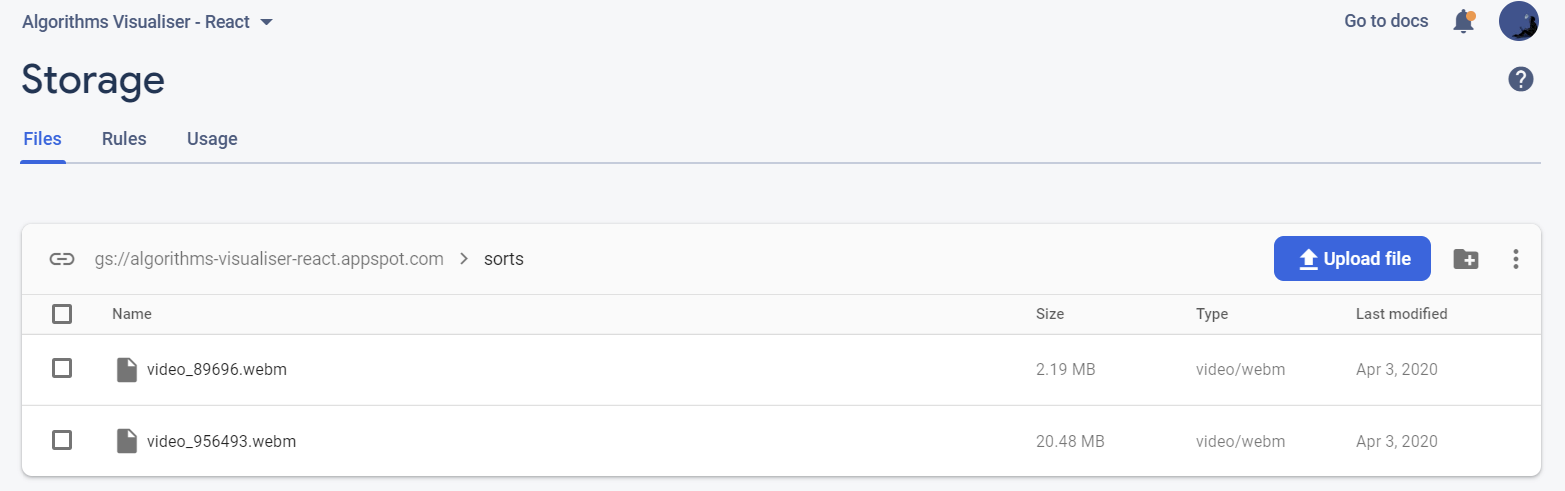 Algorithms Visualiser - React Go to docs
Storage
Files Rules Usage
gs://algorithms-visualiser-react.appspot.com > sorts Upload file
Name Size Type Last modified
video_89696.webm 2.19 MB video/webm Apr 3, 2020
video_956493.webm 20.48 MB video/webm Apr 3, 2020